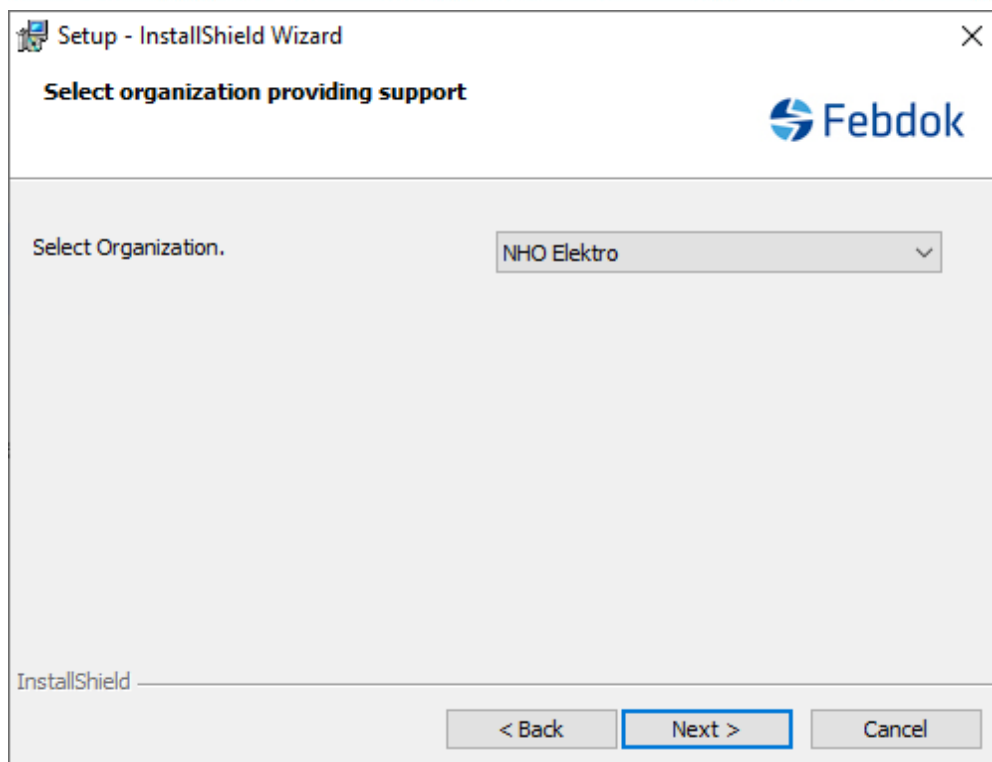 Setup - InstallShield Wizard
Select organization providing support
Febdok
Select Organization.
NHO Elektro
InstallShield
< Back
Next >
Cancel